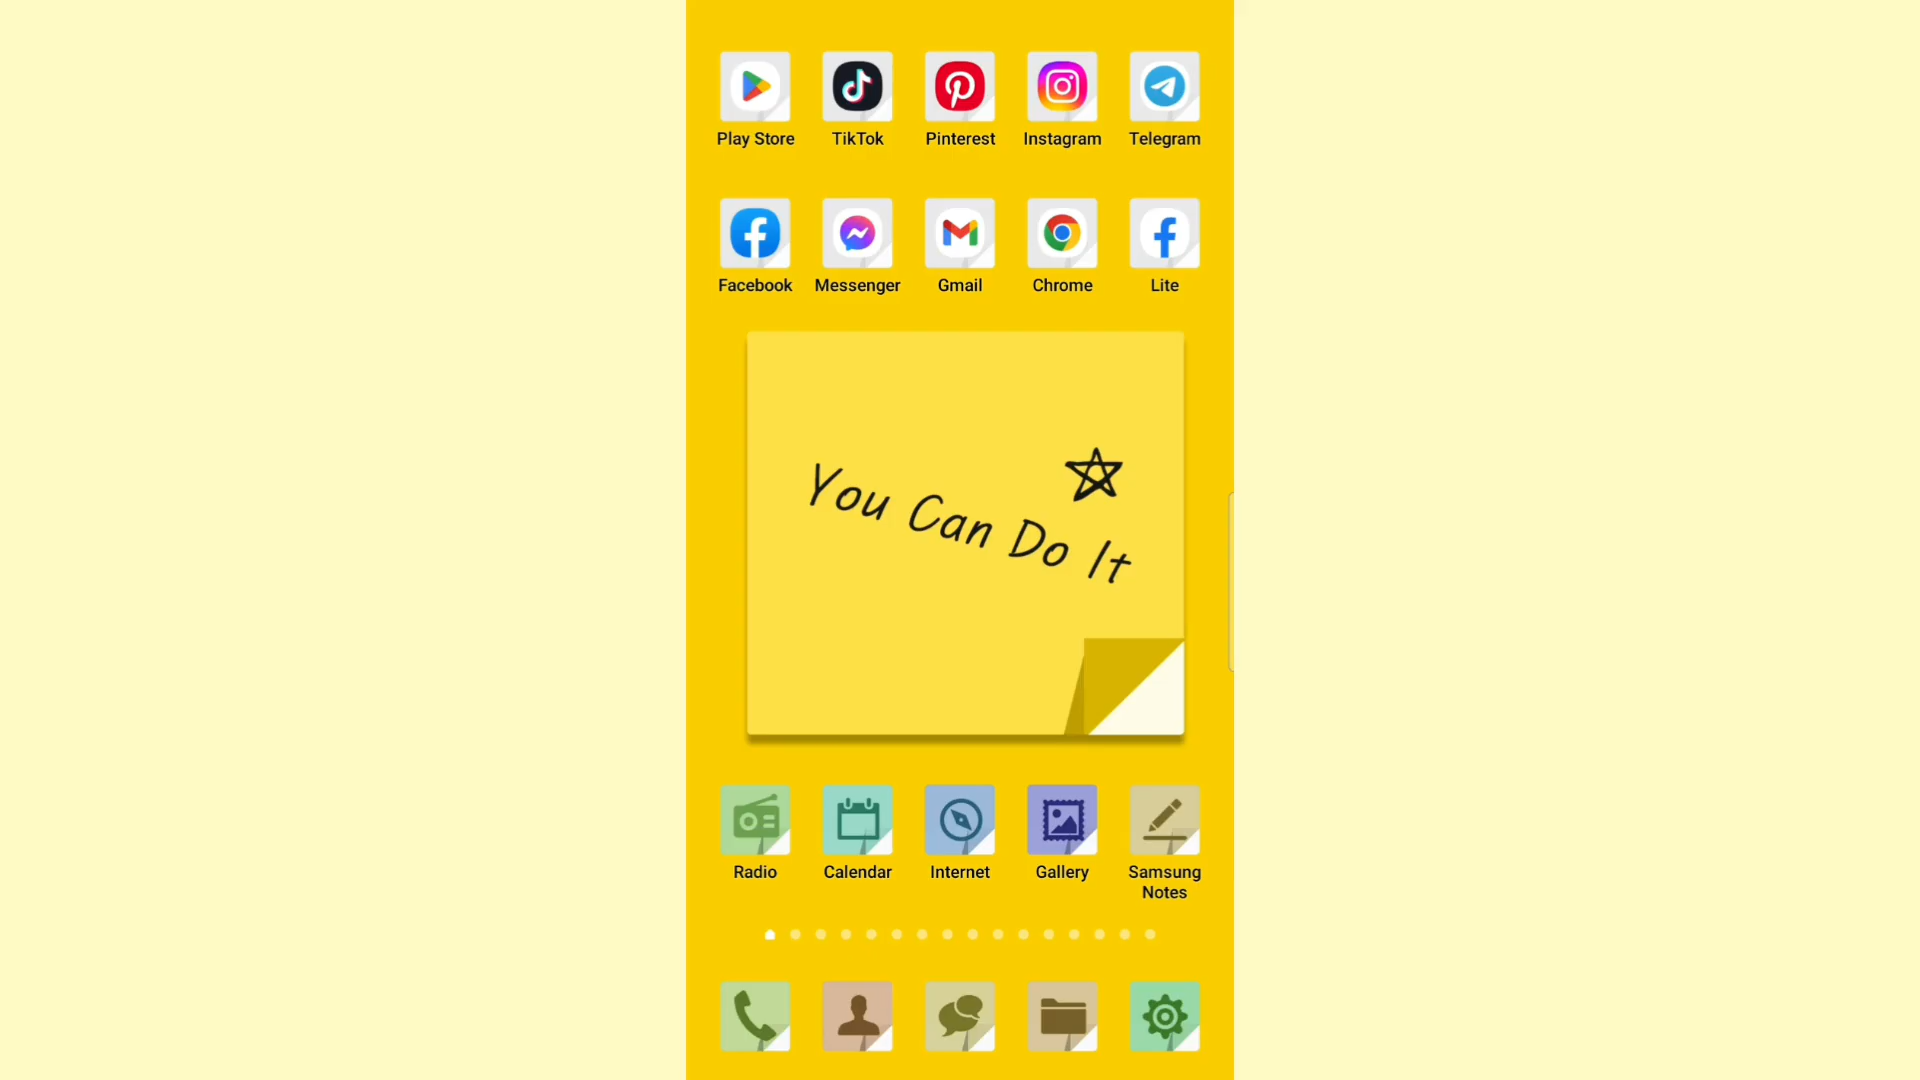 Play Store TikTok Pinterest Instagram Telegram
Facebook Messenger Gmail Chrome Lite
You Can Do It
Radio Calendar Internet Gallery Samsung
Notes